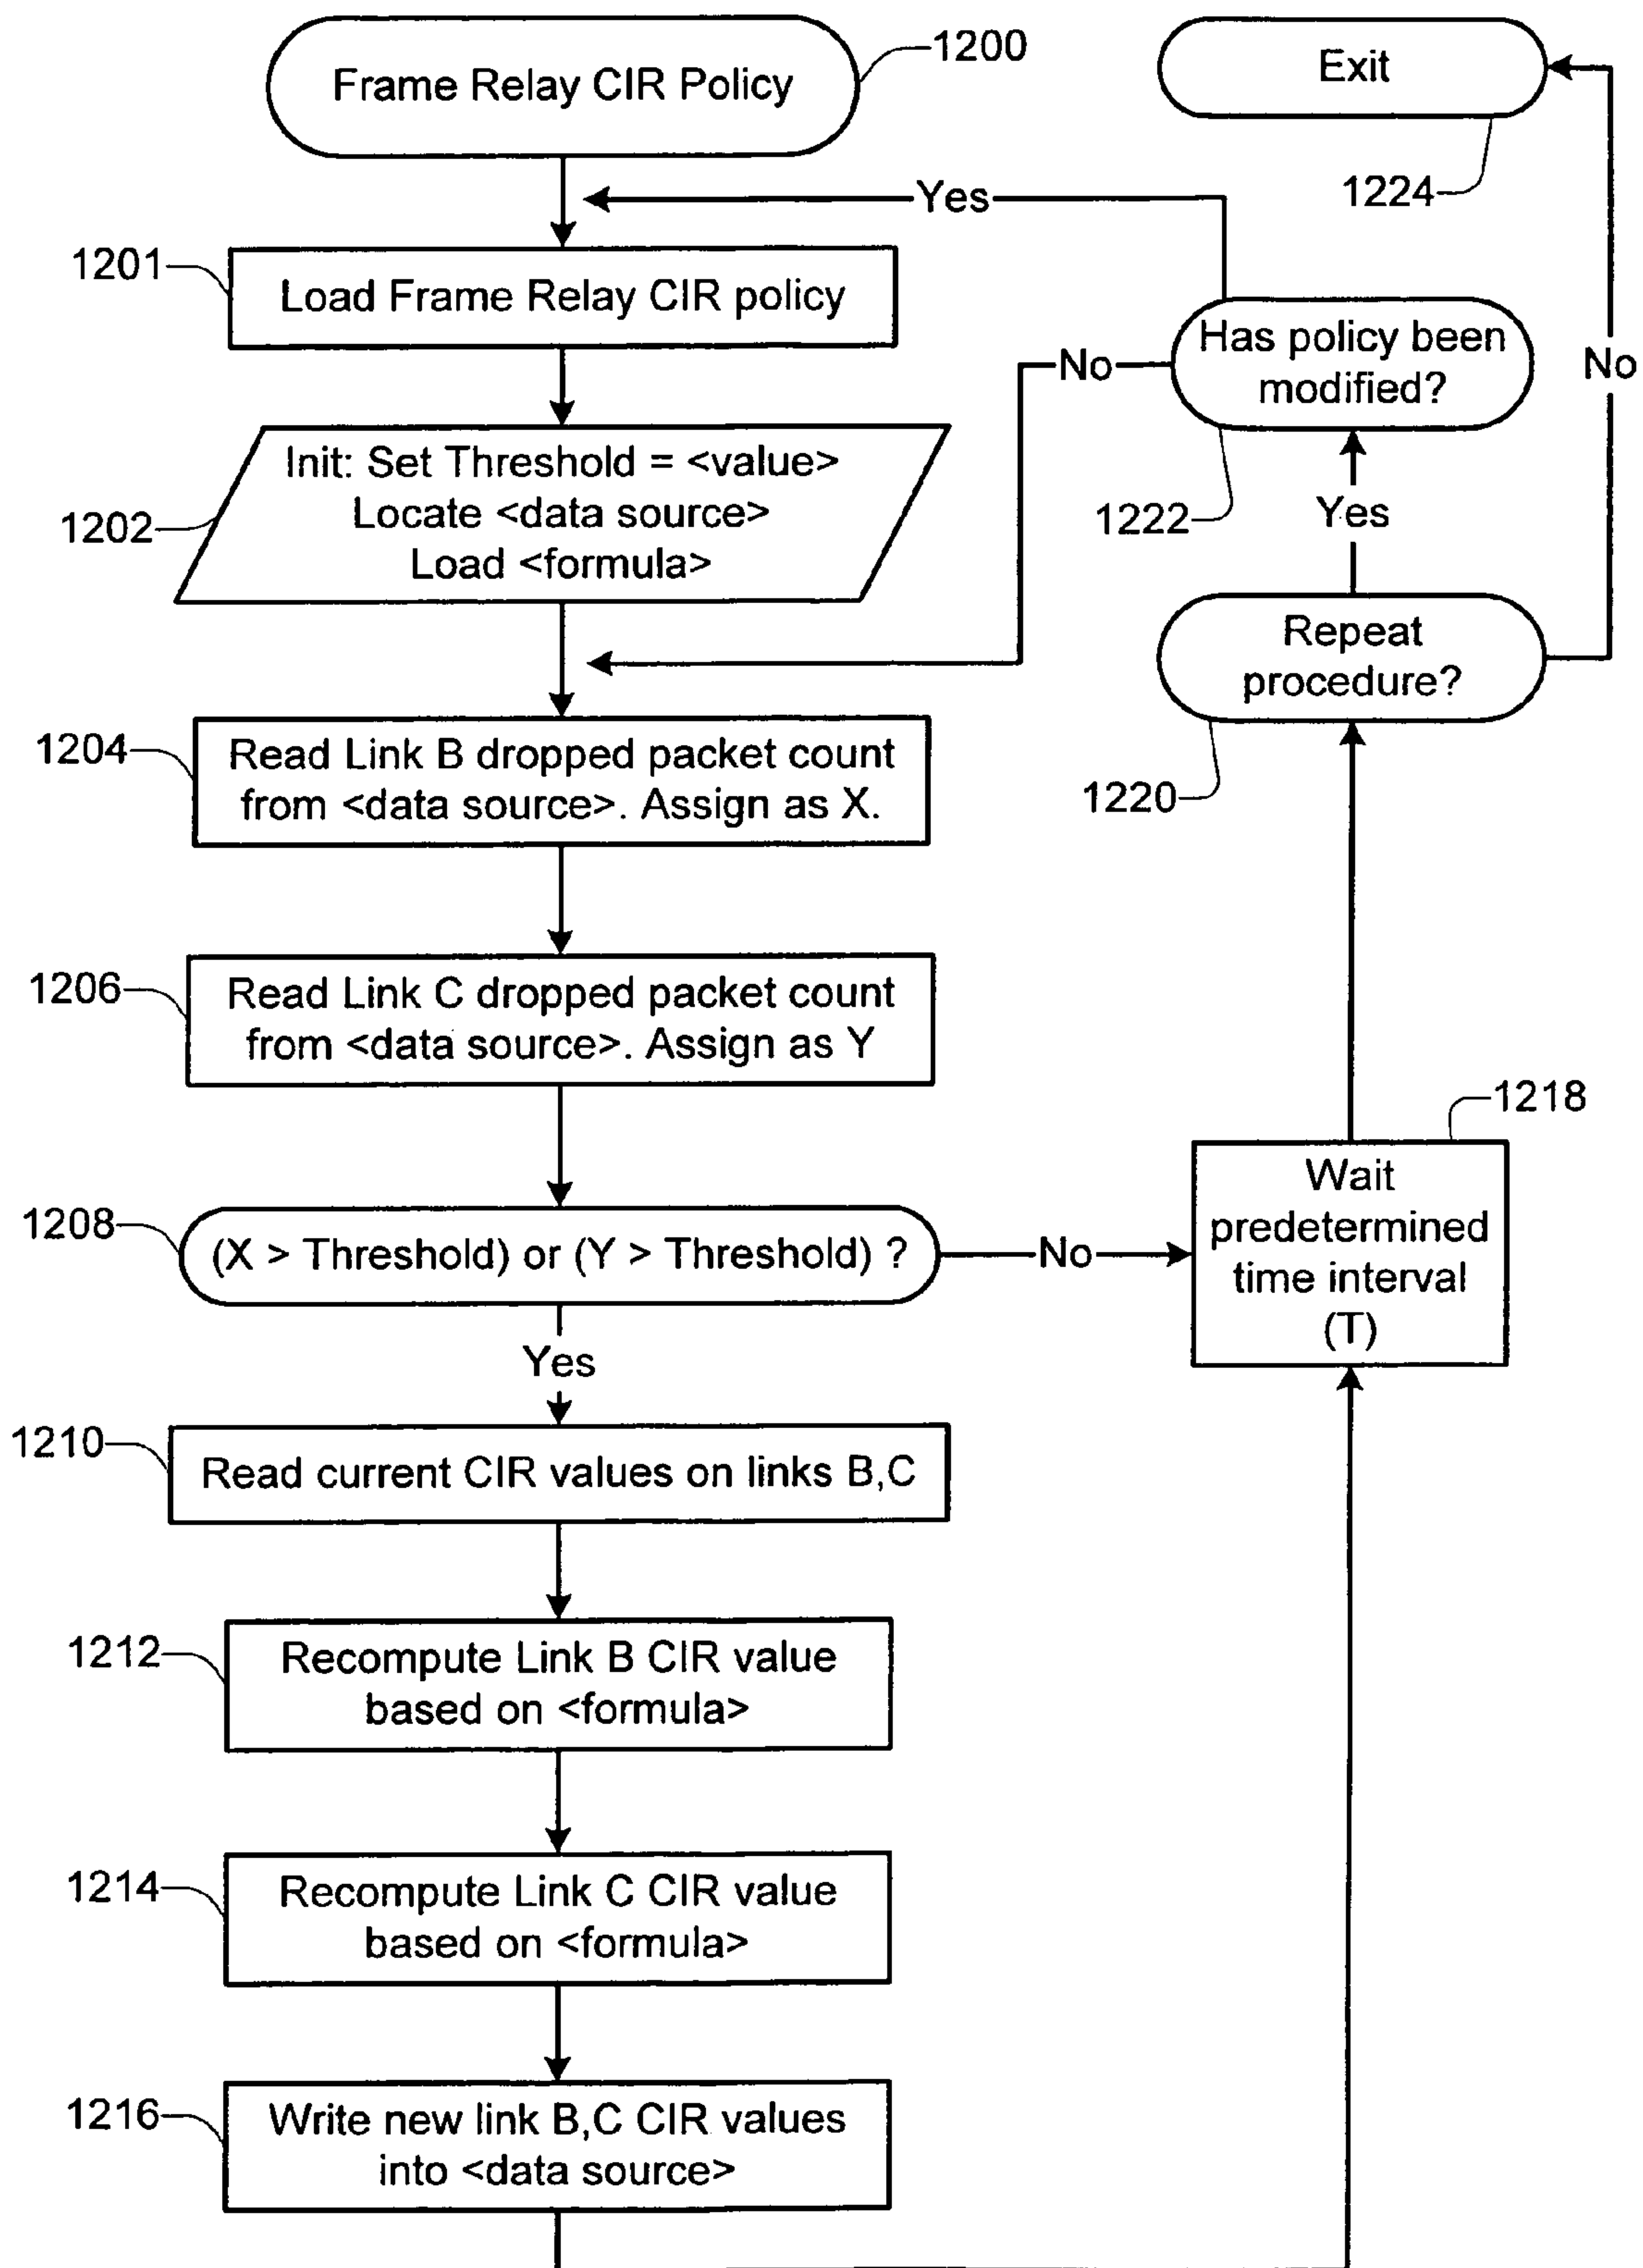 Frame Relay CIR Policy
1200
Exit
1224
Yes
1201
Load Frame Relay CIR policy
Has policy been
modified?
1222
No
No
1202
Init: Set Threshold = <value>
Locate <data source>
Load <formula>
Yes
Repeat
procedure?
1220
1204
Read Link B dropped packet count
from <data source>. Assign as X.
1206
Read Link C dropped packet count
from <data source>. Assign as Y
1208
(X > Threshold) or (Y > Threshold) ?
No
1218
Wait
predetermined
time interval
(T)
Yes
1210
Read current CIR values on links B,C
1212
Recompute Link B CIR value
based on <formula>
1214
Recompute Link C CIR value
based on <formula>
1216
Write new link B,C CIR values
into <data source>